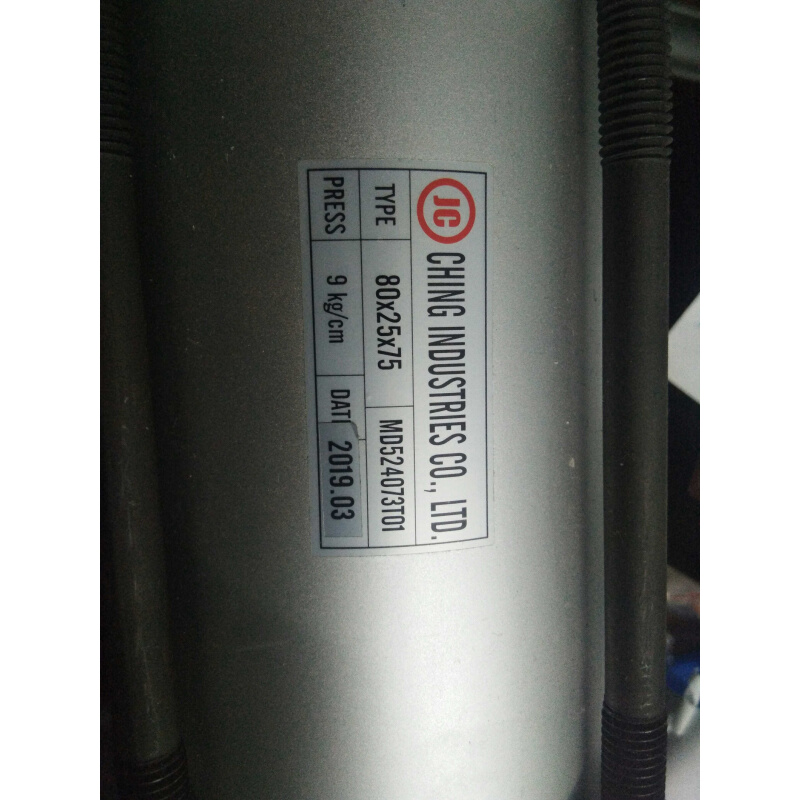 JC CHING INDUSTRIES CO., LTD.
TYPE 80x25x75 MD524073T01
PRESS 9 kg/cm DAT 2019.03